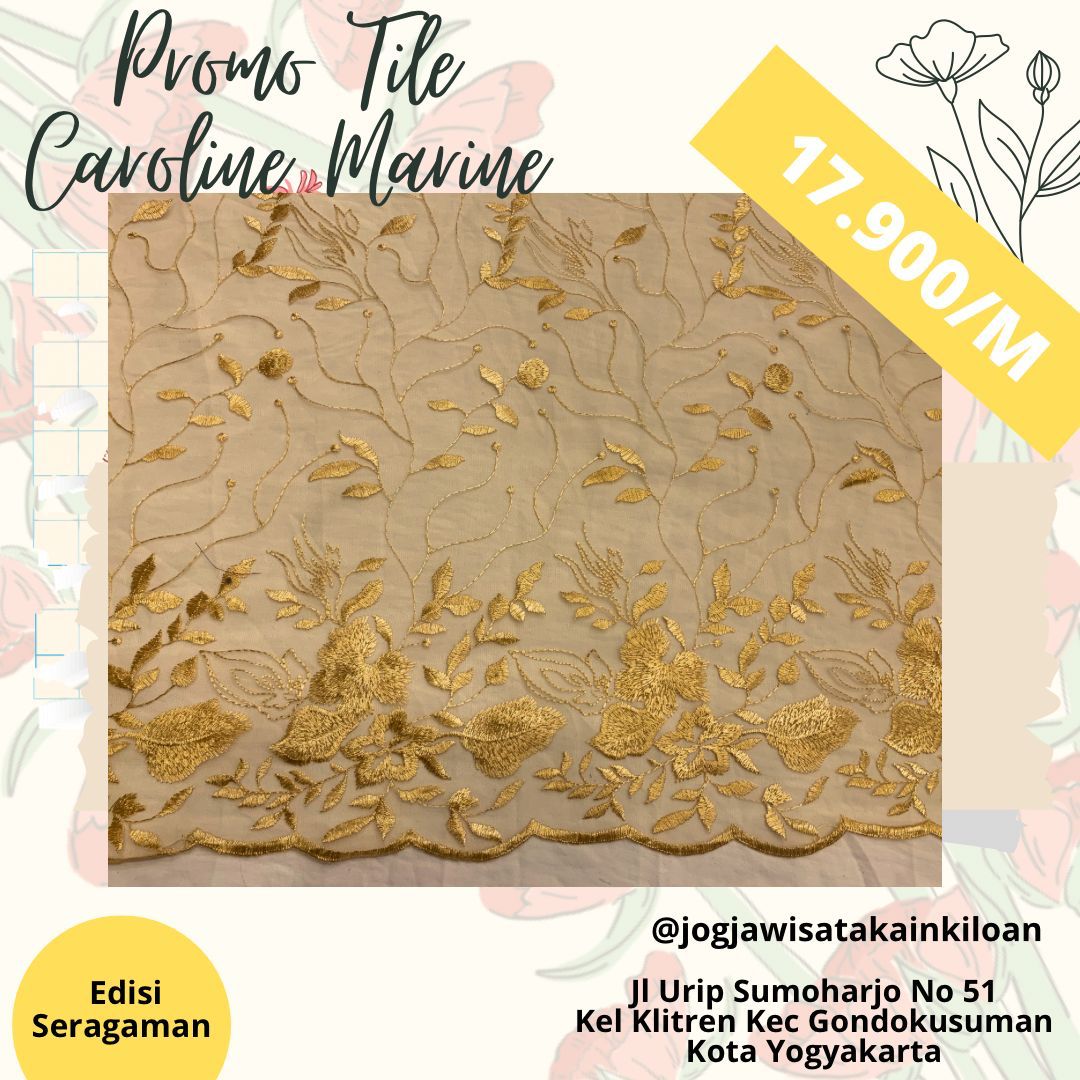 Promo Tile
Caroline Marine
17.900/M
@jogjawisatakainkiloan
Edisi
Seragaman
Jl Urip Sumoharjo No 51
Kel Klitren Kec Gondokusuman
Kota Yogyakarta